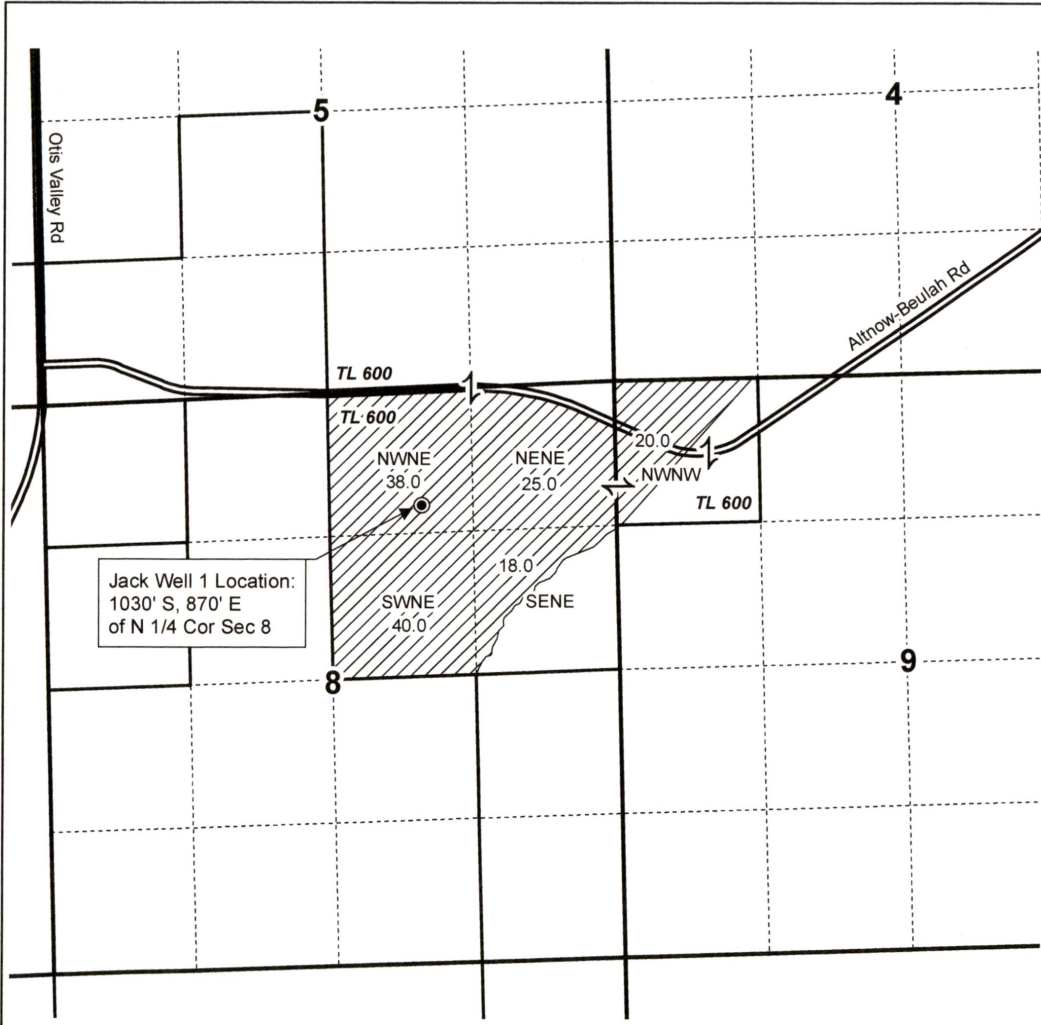 5
4
Otis Valley Rd
Altnow-Beulah Rd
TL 600
TL 600
NWNE
38.0
NENE
25.0
20.0
NWNW
TL 600
18.0
Jack Well 1 Location:
1030' S, 870' E
of N 1/4 Cor Sec 8
SWNE
40.0
SENE
8
9